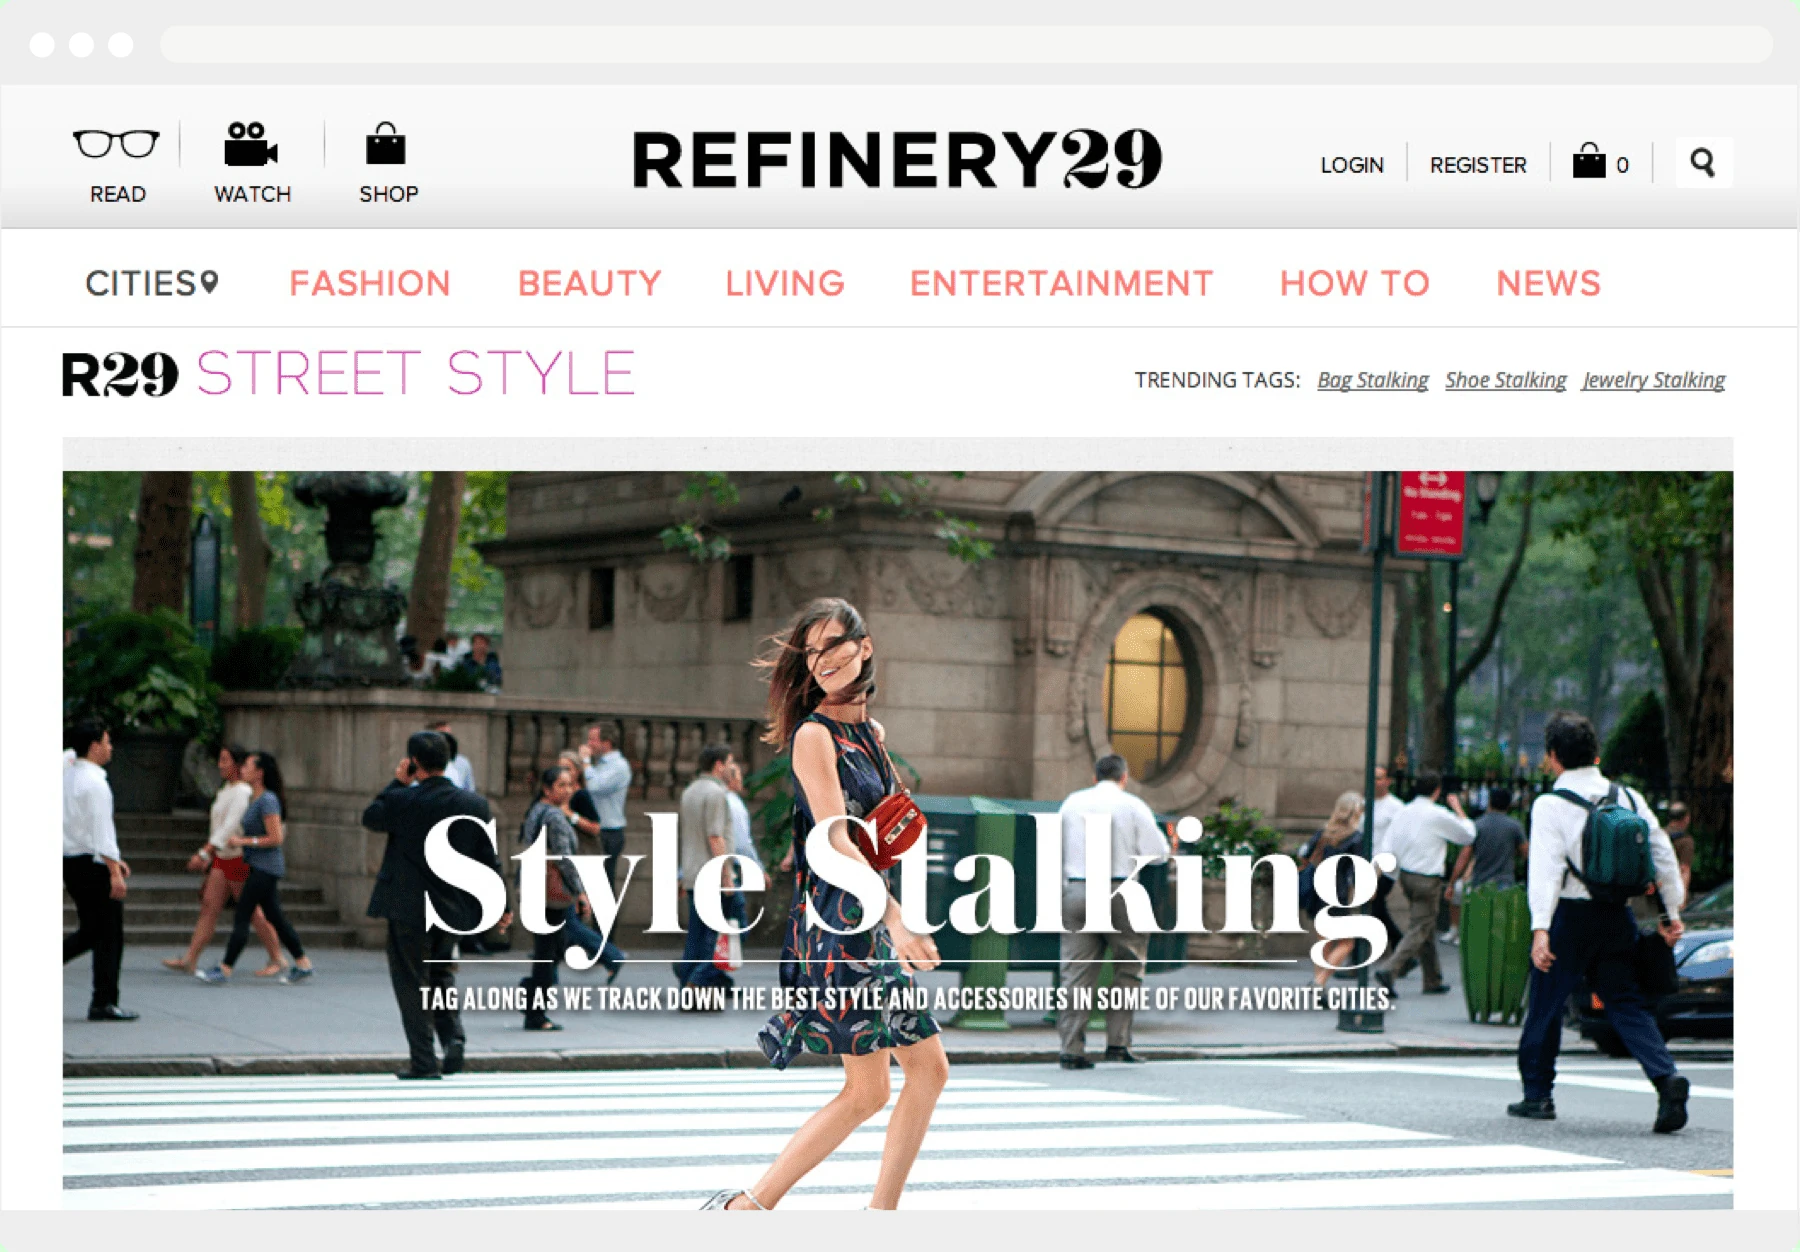 READ
WATCH
SHOP
REFINERY29
LOGIN
REGISTER
0
CITIES
FASHION
BEAUTY
LIVING
ENTERTAINMENT
HOW TO
NEWS
R29 STREET STYLE
TRENDING TAGS: Bag Stalking Shoe Stalking Jewelry Stalking
No Standing
Style Stalking
TAG ALONG AS WE TRACK DOWN THE BEST STYLE AND ACCESSORIES IN SOME OF OUR FAVORITE CITIES.